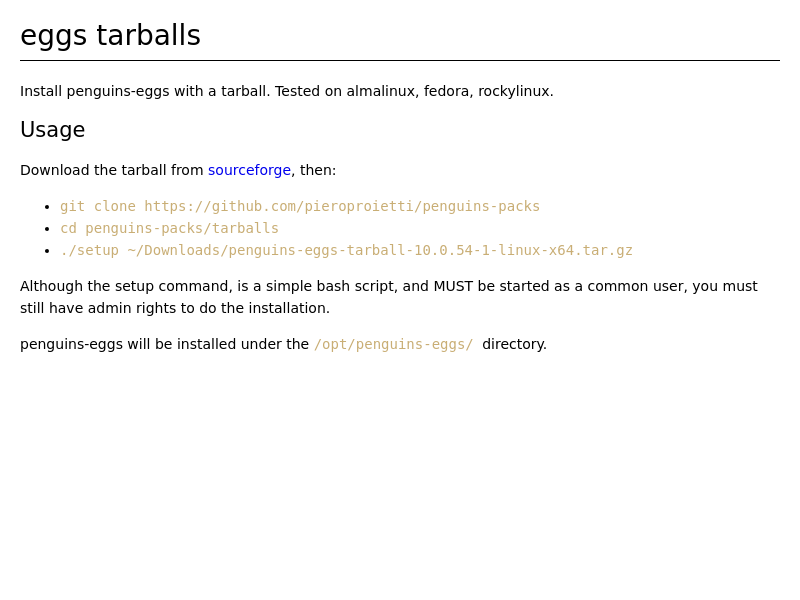 eggs tarballs
Install penguins-eggs with a tarball. Tested on almalinux, fedora, rockylinux.
Usage
Download the tarball from sourceforge, then:
git clone https://github.com/pieroproietti/penguins-packs
cd penguins-packs/tarballs
./setup ~/Downloads/penguins-eggs-tarball-10.0.54-1-linux-x64.tar.gz
Although the setup command, is a simple bash script, and MUST be started as a common user, you must
still have admin rights to do the installation.
penguins-eggs will be installed under the /opt/penguins-eggs/ directory.